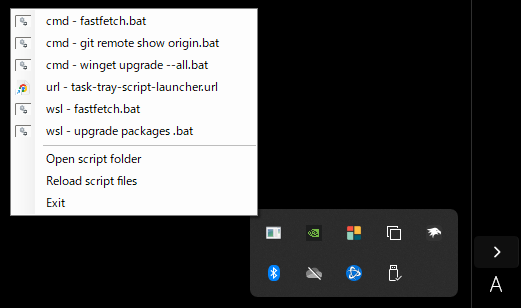 cmd - fastfetch.bat
cmd - git remote show origin.bat
cmd - winget upgrade --all.bat
url - task-tray-script-launcher.url
wsl - fastfetch.bat
wsl - upgrade packages .bat
Open script folder
Reload script files
Exit
A